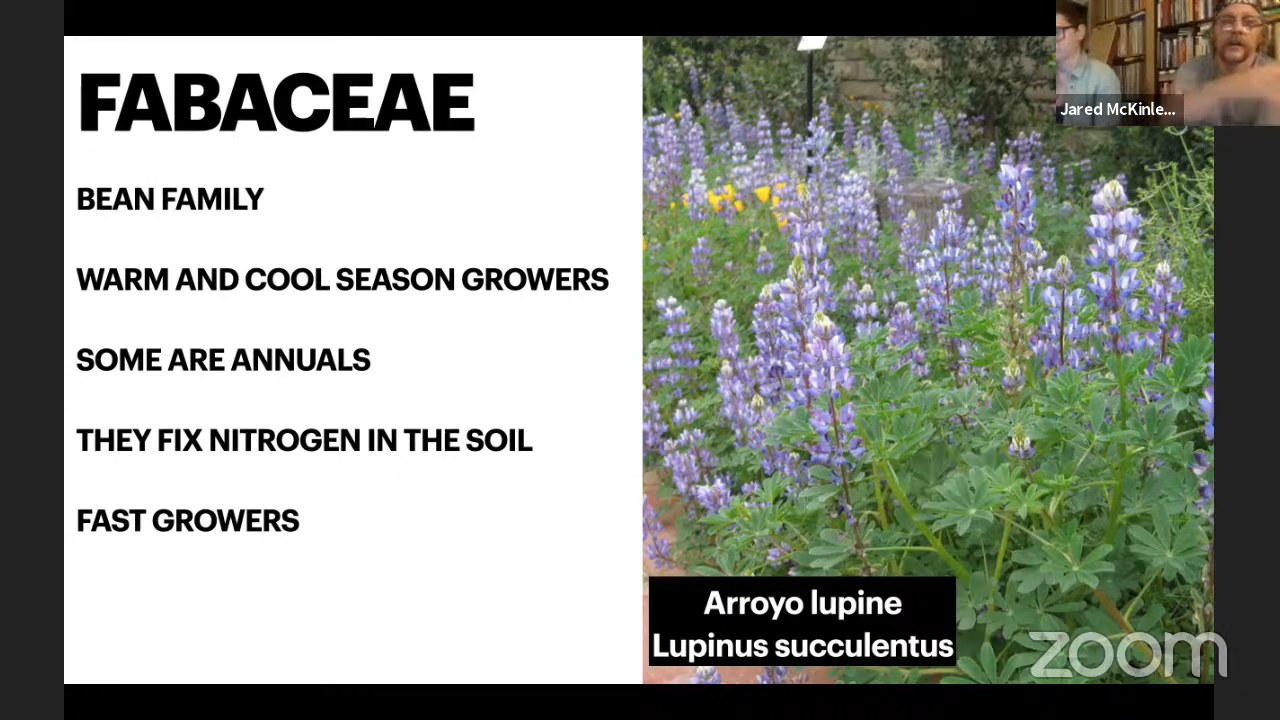 FABACEAE
BEAN FAMILY
WARM AND COOL SEASON GROWERS
SOME ARE ANNUALS
THEY FIX NITROGEN IN THE SOIL
FAST GROWERS
Jared McKinle...
Arroyo lupine
Lupinus succulentus
zoom